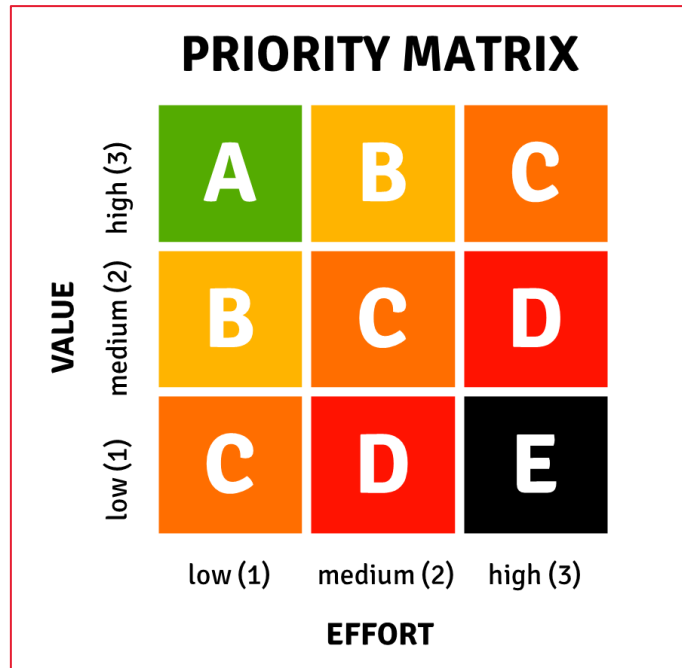 PRIORITY MATRIX
VALUE
high (3)
A B C
medium (2)
B C D
low (1)
C D E
low (1) medium (2) high (3)
EFFORT